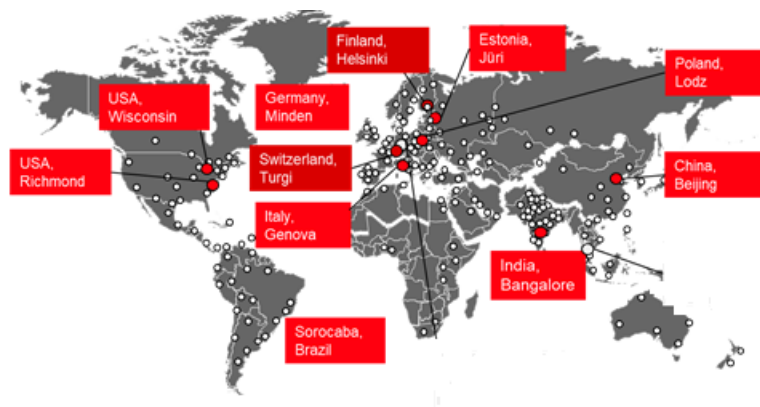 Finland,
Helsinki
Estonia,
Jüri
Poland,
Lodz
USA,
Wisconsin
Germany,
Minden
USA,
Richmond
Switzerland,
Turgi
China,
Beijing
Italy,
Genova
India,
Bangalore
Sorocaba,
Brazil